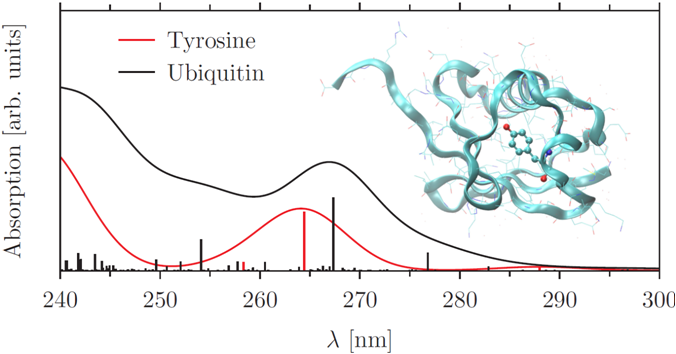 Tyrosine
Ubiquitin
Absorption [arb. units]
240 250 260 270 280 290 300
λ [nm]